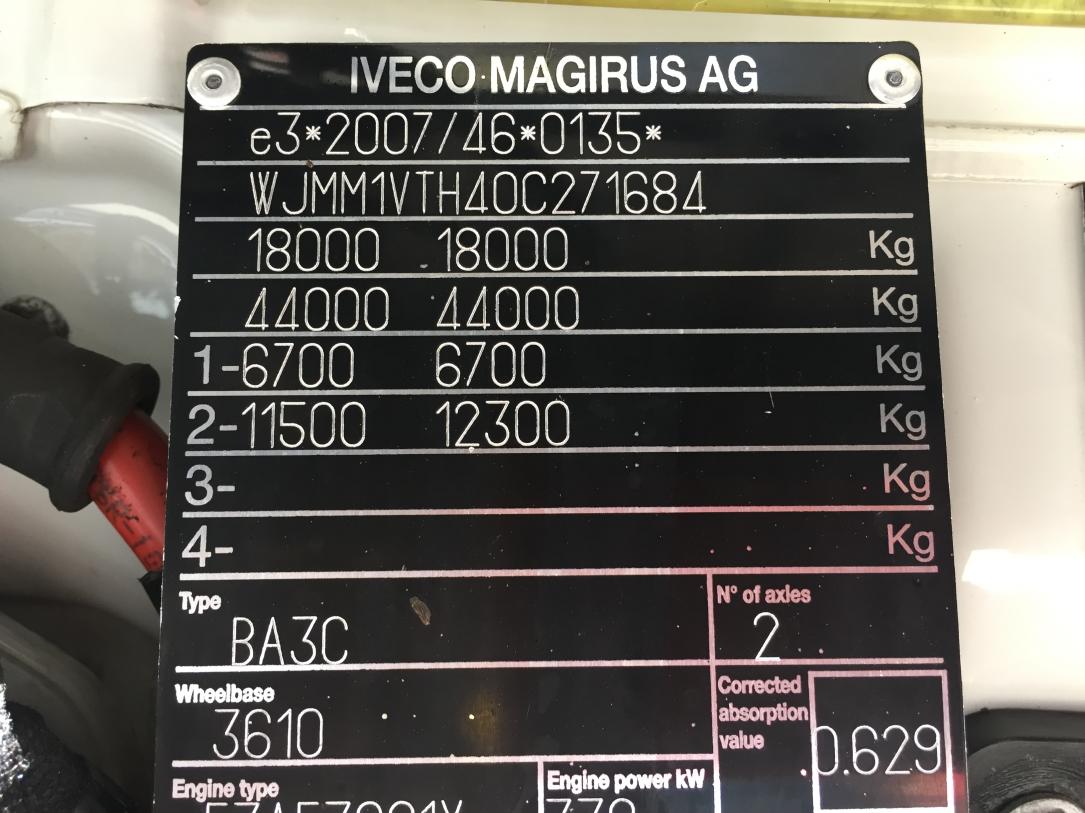 IVECO MAGIRUS AG
e3*2007/46*0135*
WJMM1VTH40C271684
18000 18000 Kg
44000 44000 Kg
1-6700 6700 Kg
2-11500 12300 Kg
3- Kg
4- Kg
Type
BA3C
N° of axles
2
Wheelbase
3610
Corrected
absorption
value
0.629
Engine type
Engine power kW